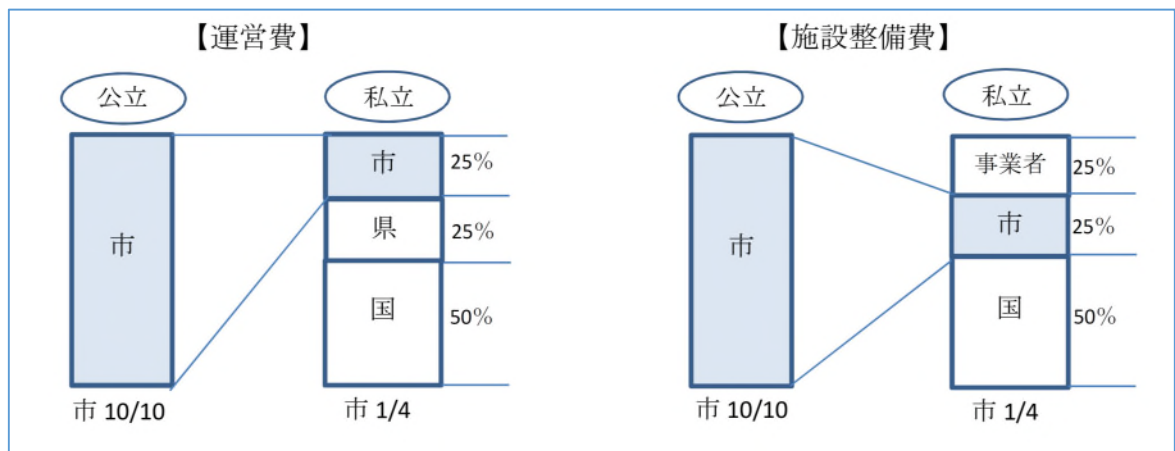 【運営費】
公立
私立
市
市
25%
県
25%
国
50%
市 10/10
市 1/4
【施設整備費】
公立
私立
市
事業者
25%
市
25%
国
50%
市 10/10
市 1/4